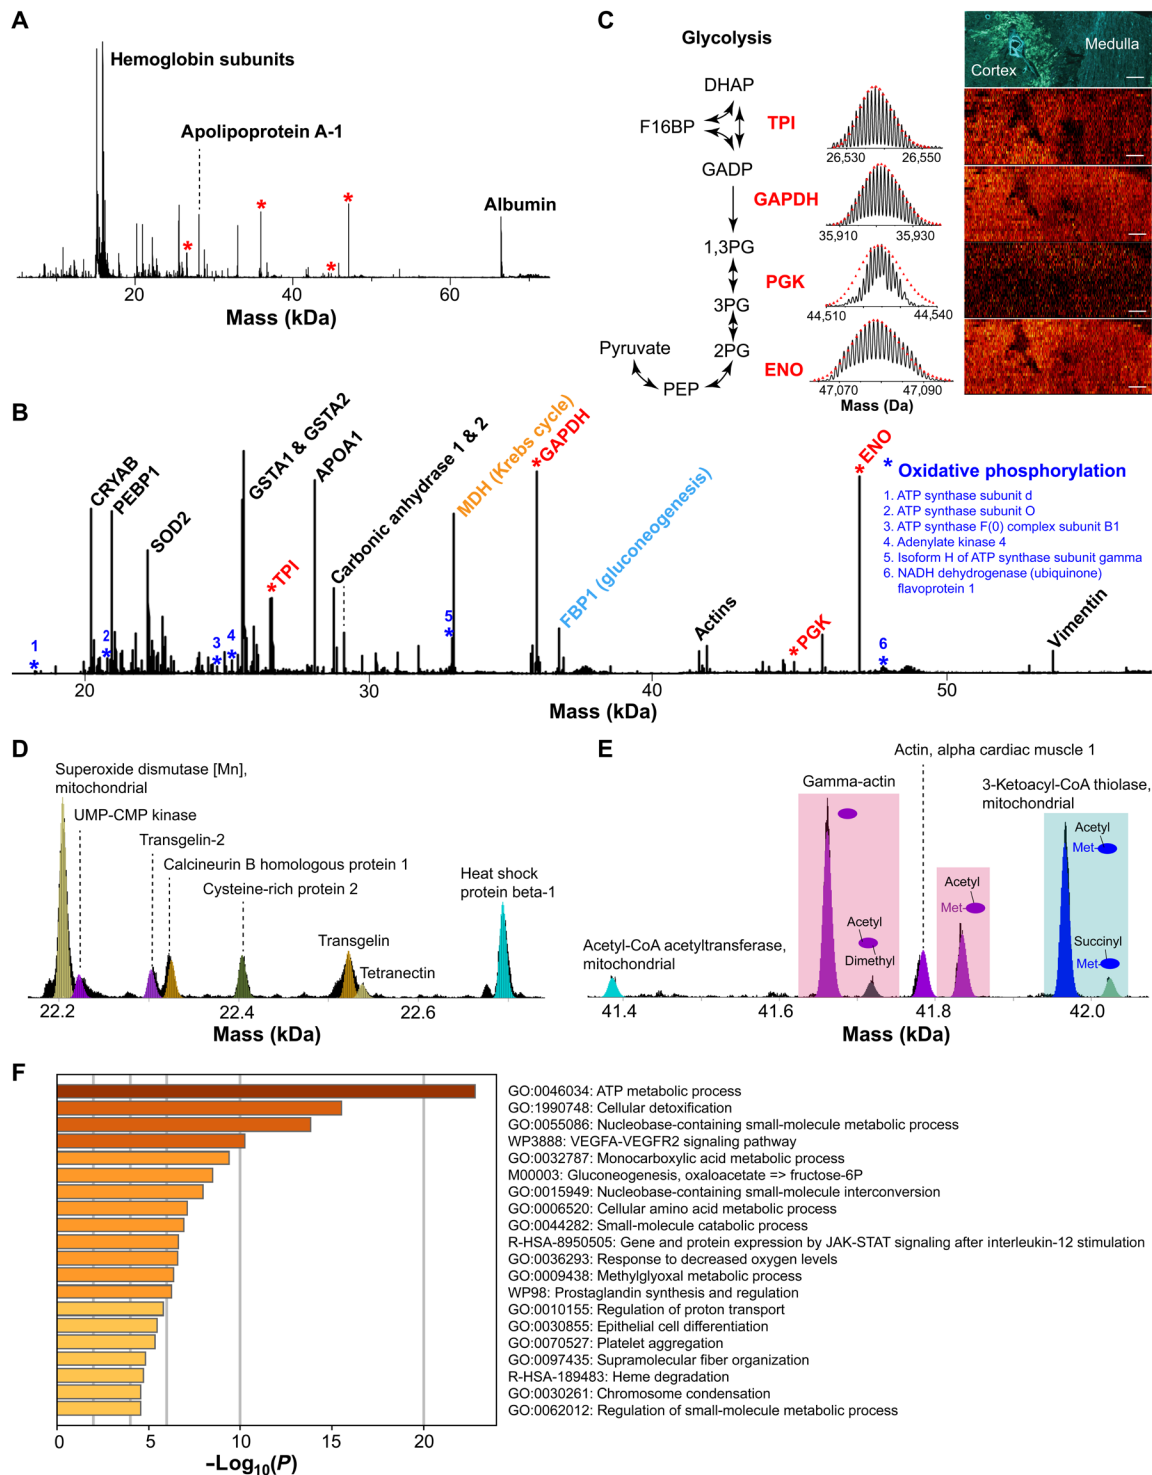 A
Hemoglobin subunits
Apolipoprotein A-1
*
*
*
*
Albumin
20
40
60
Mass (kDa)
C
Glycolysis
DHAP
F16BP
GADP
1,3PG
3PG
2PG
Pyruvate
PEP
TPI
26,530
26,550
GAPDH
35,910
35,930
PGK
44,510
44,540
ENO
47,070
47,090
Mass (Da)
Cortex
Medulla
B
CRYAB
PEBP1
SOD2
GSTA1 & GSTA2
*TPI
APOA1
Carbonic anhydrase 1 & 2
MDH (Krebs cycle)
*GAPDH
FBP1 (gluconeogenesis)
Actins
*PGK
*ENO
Vimentin
1
*
2
*
3
*
4
*
5
*
6
*
* Oxidative phosphorylation
1. ATP synthase subunit d
2. ATP synthase subunit O
3. ATP synthase F(0) complex subunit B1
4. Adenylate kinase 4
5. Isoform H of ATP synthase subunit gamma
6. NADH dehydrogenase (ubiquinone)
flavoprotein 1
20
30
40
50
Mass (kDa)
D
Superoxide dismutase [Mn],
mitochondrial
UMP-CMP kinase
Transgelin-2
Calcineurin B homologous protein 1
Cysteine-rich protein 2
Transgelin
Tetranectin
Heat shock
protein beta-1
22.2
22.4
22.6
Mass (kDa)
E
Actin, alpha cardiac muscle 1
Gamma-actin
3-Ketoacyl-CoA thiolase,
mitochondrial
Acetyl
Met-
Acetyl
Met-
Acetyl
Dimethyl
Succinyl
Met-
Acetyl-CoA acetyltransferase,
mitochondrial
41.4
41.6
41.8
42.0
Mass (kDa)
F
GO:0046034: ATP metabolic process
GO:1990748: Cellular detoxification
GO:0055086: Nucleobase-containing small-molecule metabolic process
WP3888: VEGFA-VEGFR2 signaling pathway
GO:0032787: Monocarboxylic acid metabolic process
M00003: Gluconeogenesis, oxaloacetate => fructose-6P
GO:0015949: Nucleobase-containing small-molecule interconversion
GO:0006520: Cellular amino acid metabolic process
GO:0044282: Small-molecule catabolic process
R-HSA-8950505: Gene and protein expression by JAK-STAT signaling after interleukin-12 stimulation
GO:0036293: Response to decreased oxygen levels
GO:0009438: Methylglyoxal metabolic process
WP98: Prostaglandin synthesis and regulation
GO:0010155: Regulation of proton transport
GO:0030855: Epithelial cell differentiation
GO:0070527: Platelet aggregation
GO:0097435: Supramolecular fiber organization
R-HSA-189483: Heme degradation
GO:0030261: Chromosome condensation
GO:0062012: Regulation of small-molecule metabolic process
0
5
10
15
20
–Log10(P)